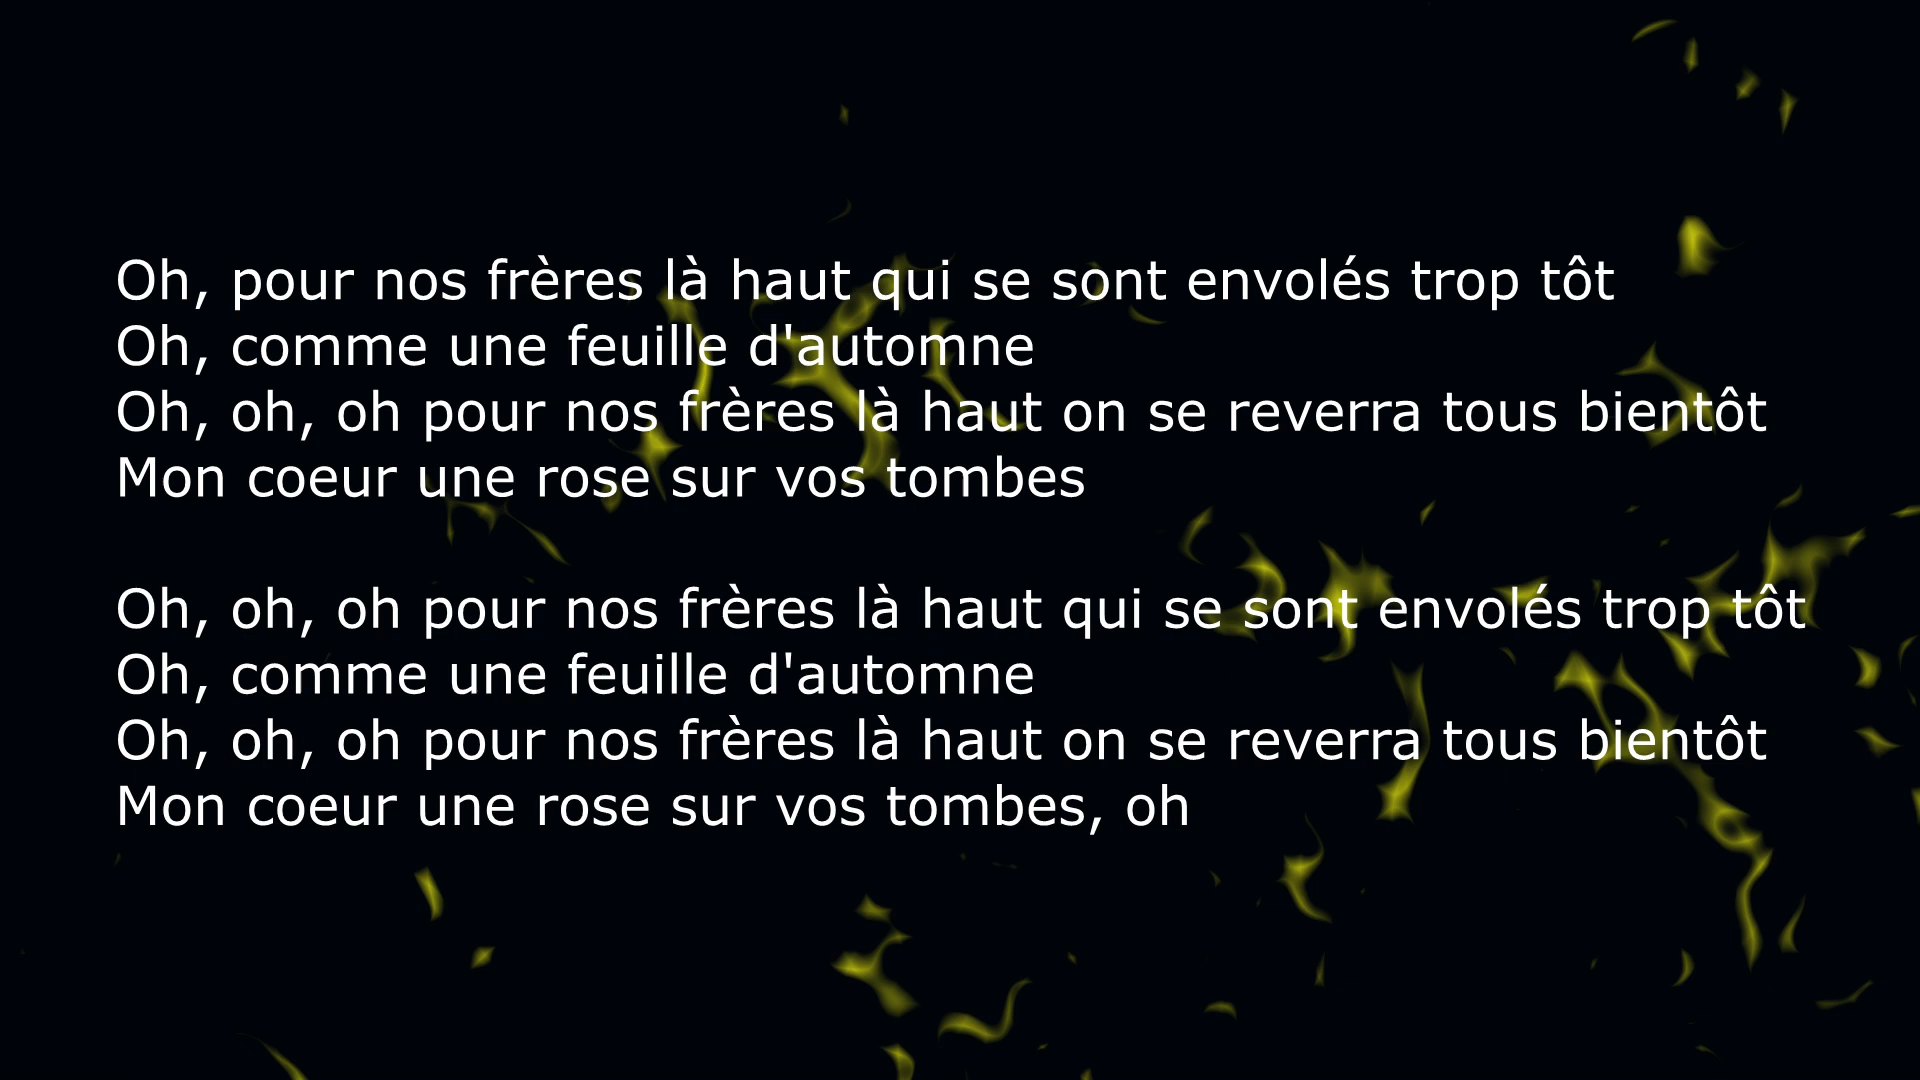 Oh, pour nos frères là haut qui se sont envolés trop tôt
Oh, comme une feuille d'automne
Oh, oh, oh pour nos frères là haut on se reverra tous bientôt
Mon coeur une rose sur vos tombes
Oh, oh, oh pour nos frères là haut qui se sont envolés trop tôt
Oh, comme une feuille d'automne
Oh, oh, oh pour nos frères là haut on se reverra tous bientôt
Mon coeur une rose sur vos tombes, oh